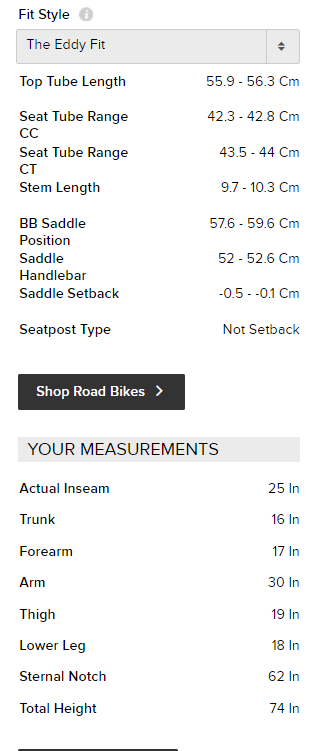 Fit Style
The Eddy Fit
Top Tube Length 55.9 - 56.3 Cm
Seat Tube Range 42.3 - 42.8 Cm
CC
Seat Tube Range 43.5 - 44 Cm
CT
Stem Length 9.7 - 10.3 Cm
BB Saddle 57.6 - 59.6 Cm
Position
Saddle 52 - 52.6 Cm
Handlebar
Saddle Setback -0.5 - -0.1 Cm
Seatpost Type Not Setback
Shop Road Bikes
YOUR MEASUREMENTS
Actual Inseam 25 In
Trunk 16 In
Forearm 17 In
Arm 30 In
Thigh 19 In
Lower Leg 18 In
Sternal Notch 62 In
Total Height 74 In